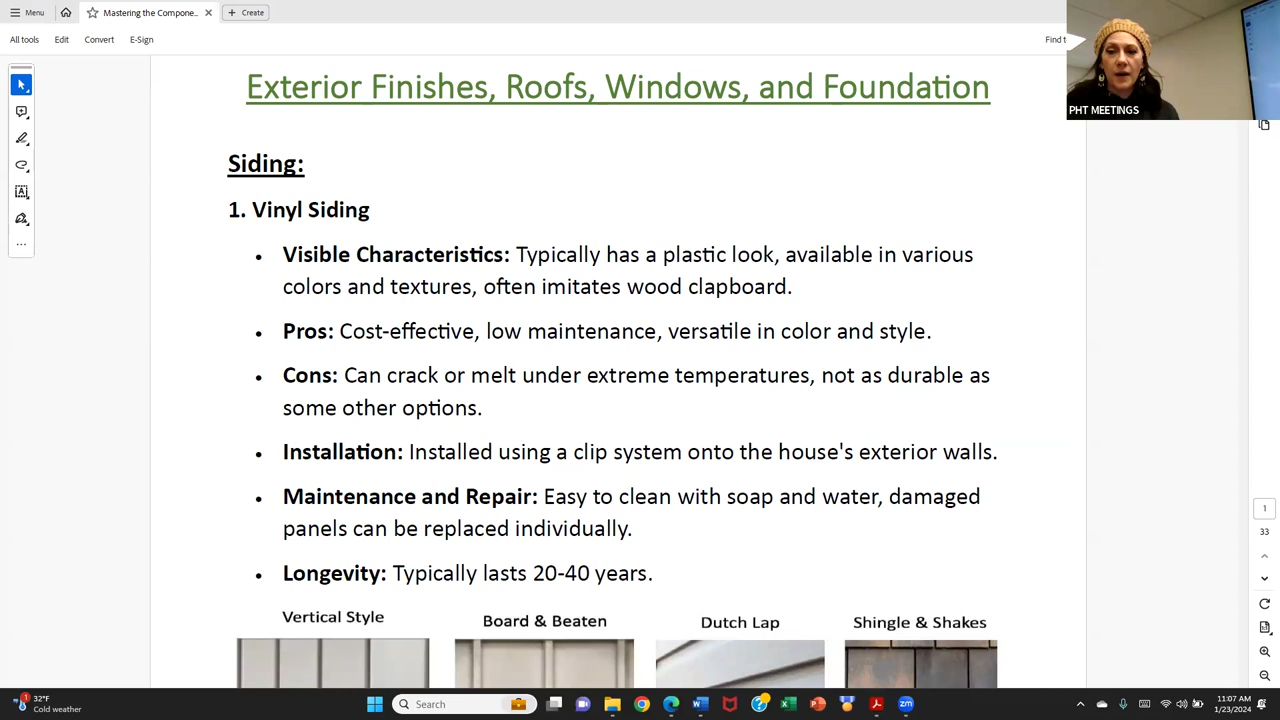 Menu
Mastering the Compone...
Create
All tools
Edit
Convert
E-Sign
Find t
PHT MEETINGS
Exterior Finishes, Roofs, Windows, and Foundation
Siding:
1. Vinyl Siding
• Visible Characteristics: Typically has a plastic look, available in various
colors and textures, often imitates wood clapboard.
• Pros: Cost-effective, low maintenance, versatile in color and style.
• Cons: Can crack or melt under extreme temperatures, not as durable as
some other options.
• Installation: Installed using a clip system onto the house's exterior walls.
• Maintenance and Repair: Easy to clean with soap and water, damaged
panels can be replaced individually.
• Longevity: Typically lasts 20-40 years.
Vertical Style
Board & Beaten
Dutch Lap
Shingle & Shakes
1
33
1
32°F
Cold weather
Search
11:07 AM
1/23/2024